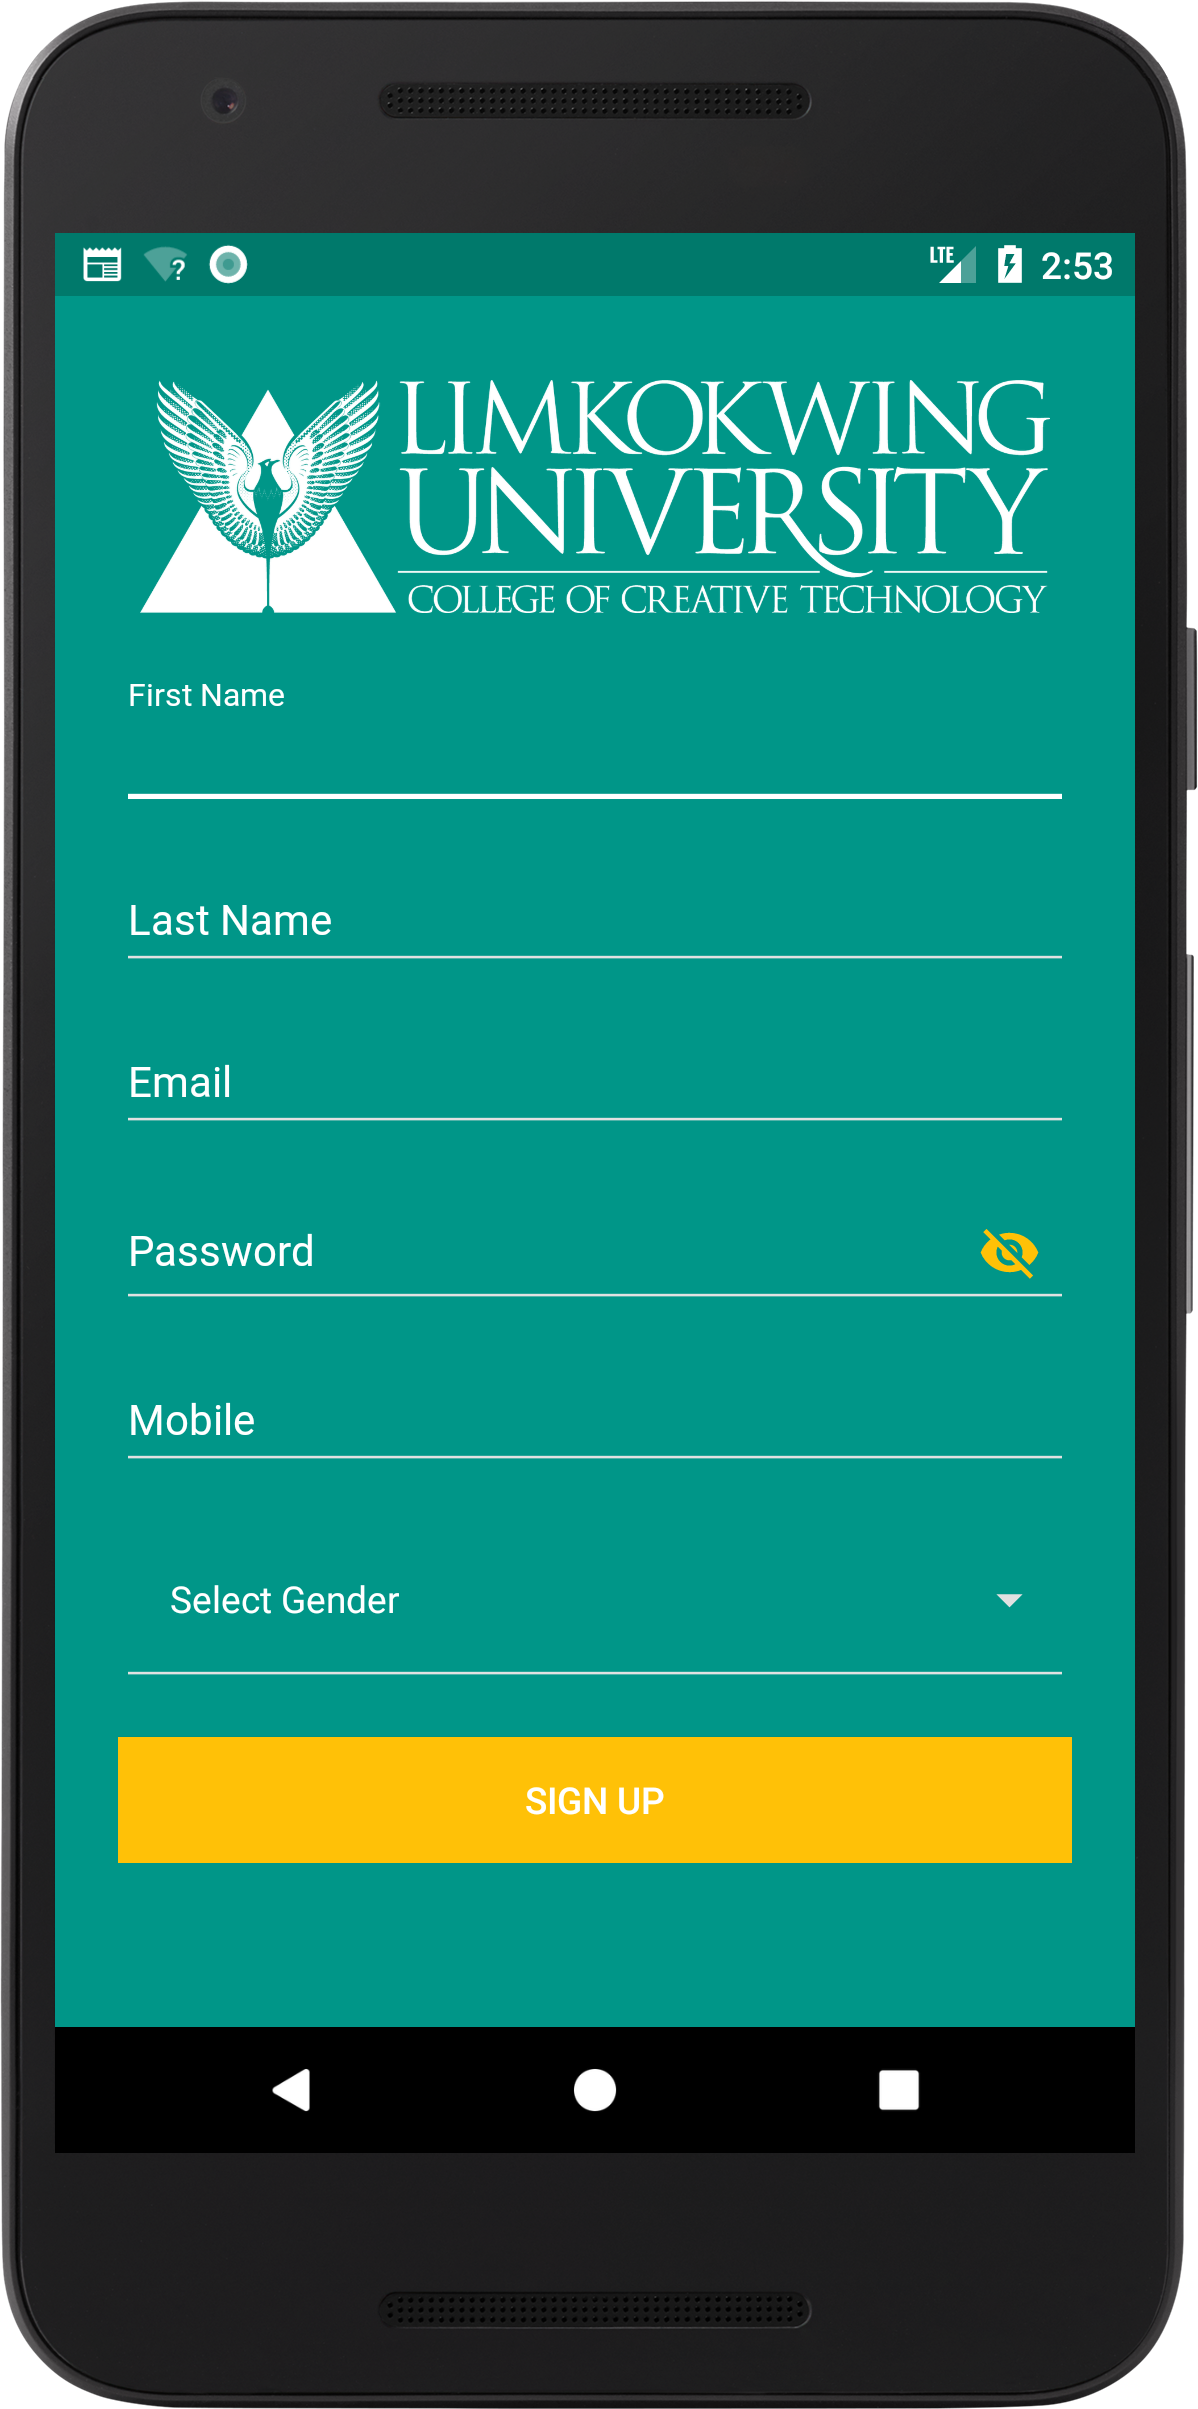 LTE 2:53
LIMKOKWING
UNIVERSITY
COLLEGE OF CREATIVE TECHNOLOGY
First Name
Last Name
Email
Password
Mobile
Select Gender
SIGN UP